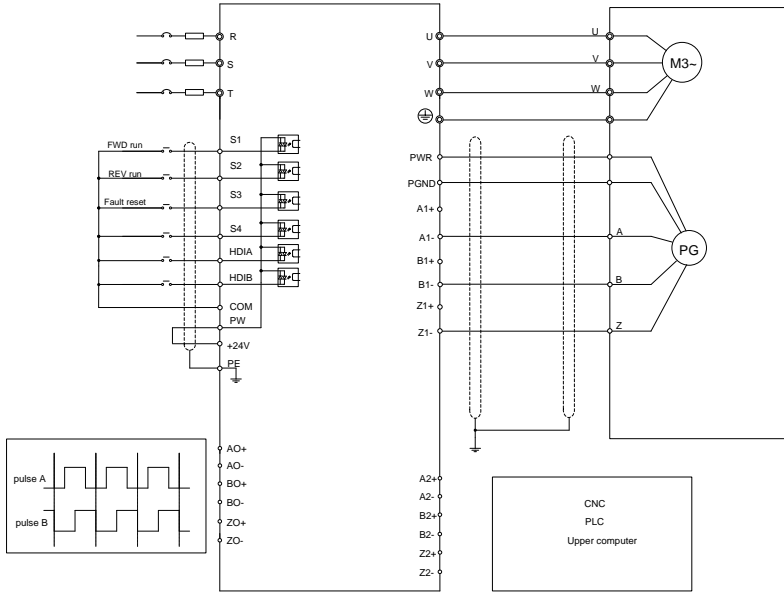 R
S
T
U
V
W
U
V
W
M3~
S1
FWD run
S2
REV run
S3
Fault reset
S4
HDIA
HDIB
COM
PW
+24V
PE
PWR
PGND
A1+
A1-
B1+
B1-
Z1+
Z1-
A
B
Z
PG
AO+
AO-
BO+
BO-
ZO+
ZO-
pulse A
pulse B
A2+
A2-
B2+
B2-
Z2+
Z2-
CNC
PLC
Upper computer